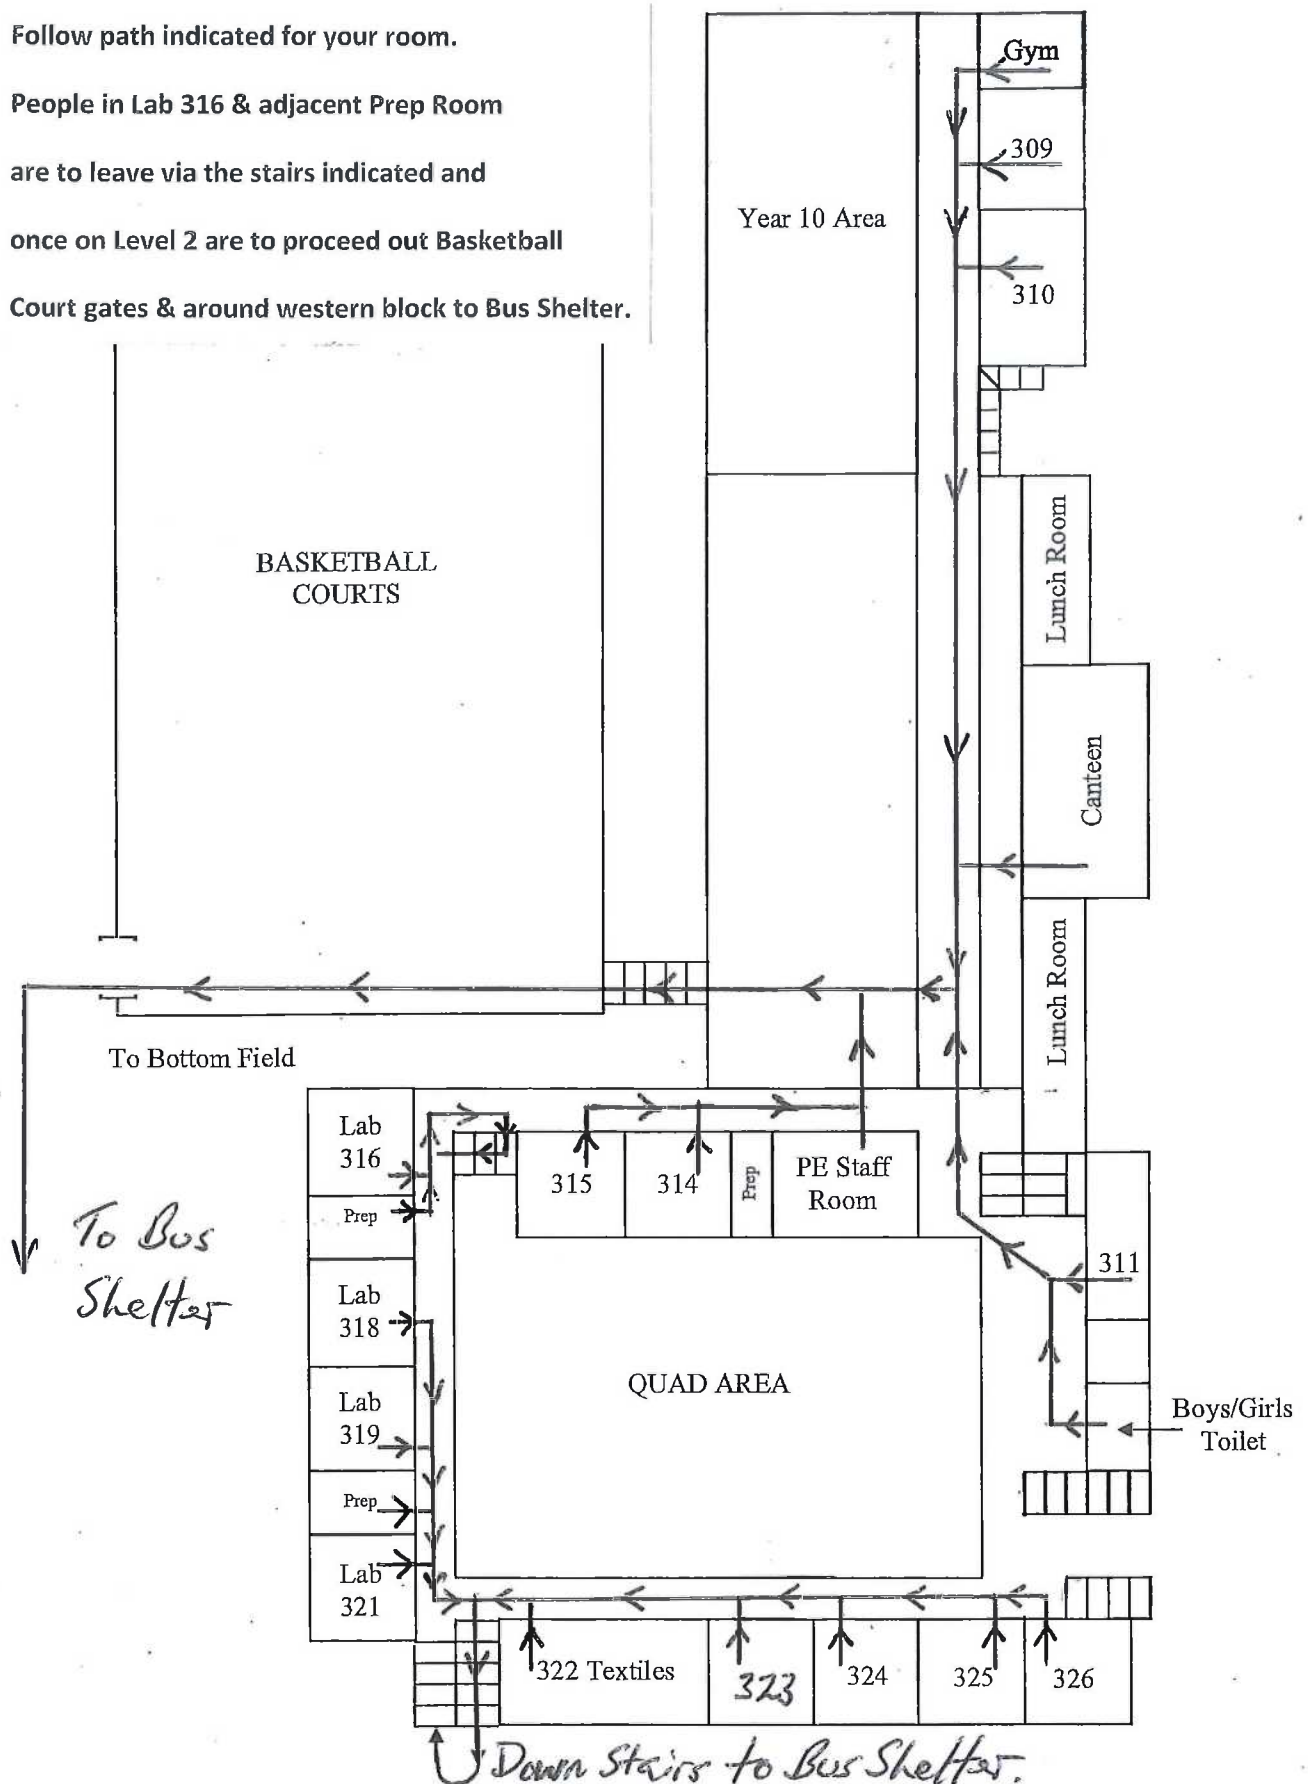 Follow path indicated for your room.
People in Lab 316 & adjacent Prep Room
are to leave via the stairs indicated and
once on Level 2 are to proceed out Basketball
Court gates & around western block to Bus Shelter.
Gym
309
Year 10 Area
310
BASKETBALL
COURTS
Lunch Room
Canteen
Lunch Room
To Bottom Field
Lab
316
Prep
315
314
Prep
PE Staff
Room
To Bus
Shelter
311
Lab
318
QUAD AREA
Lab
319
Boys/Girls
Toilet
Prep
Lab
321
322 Textiles
323
324
325
326
Down Stairs to Bus Shelter.